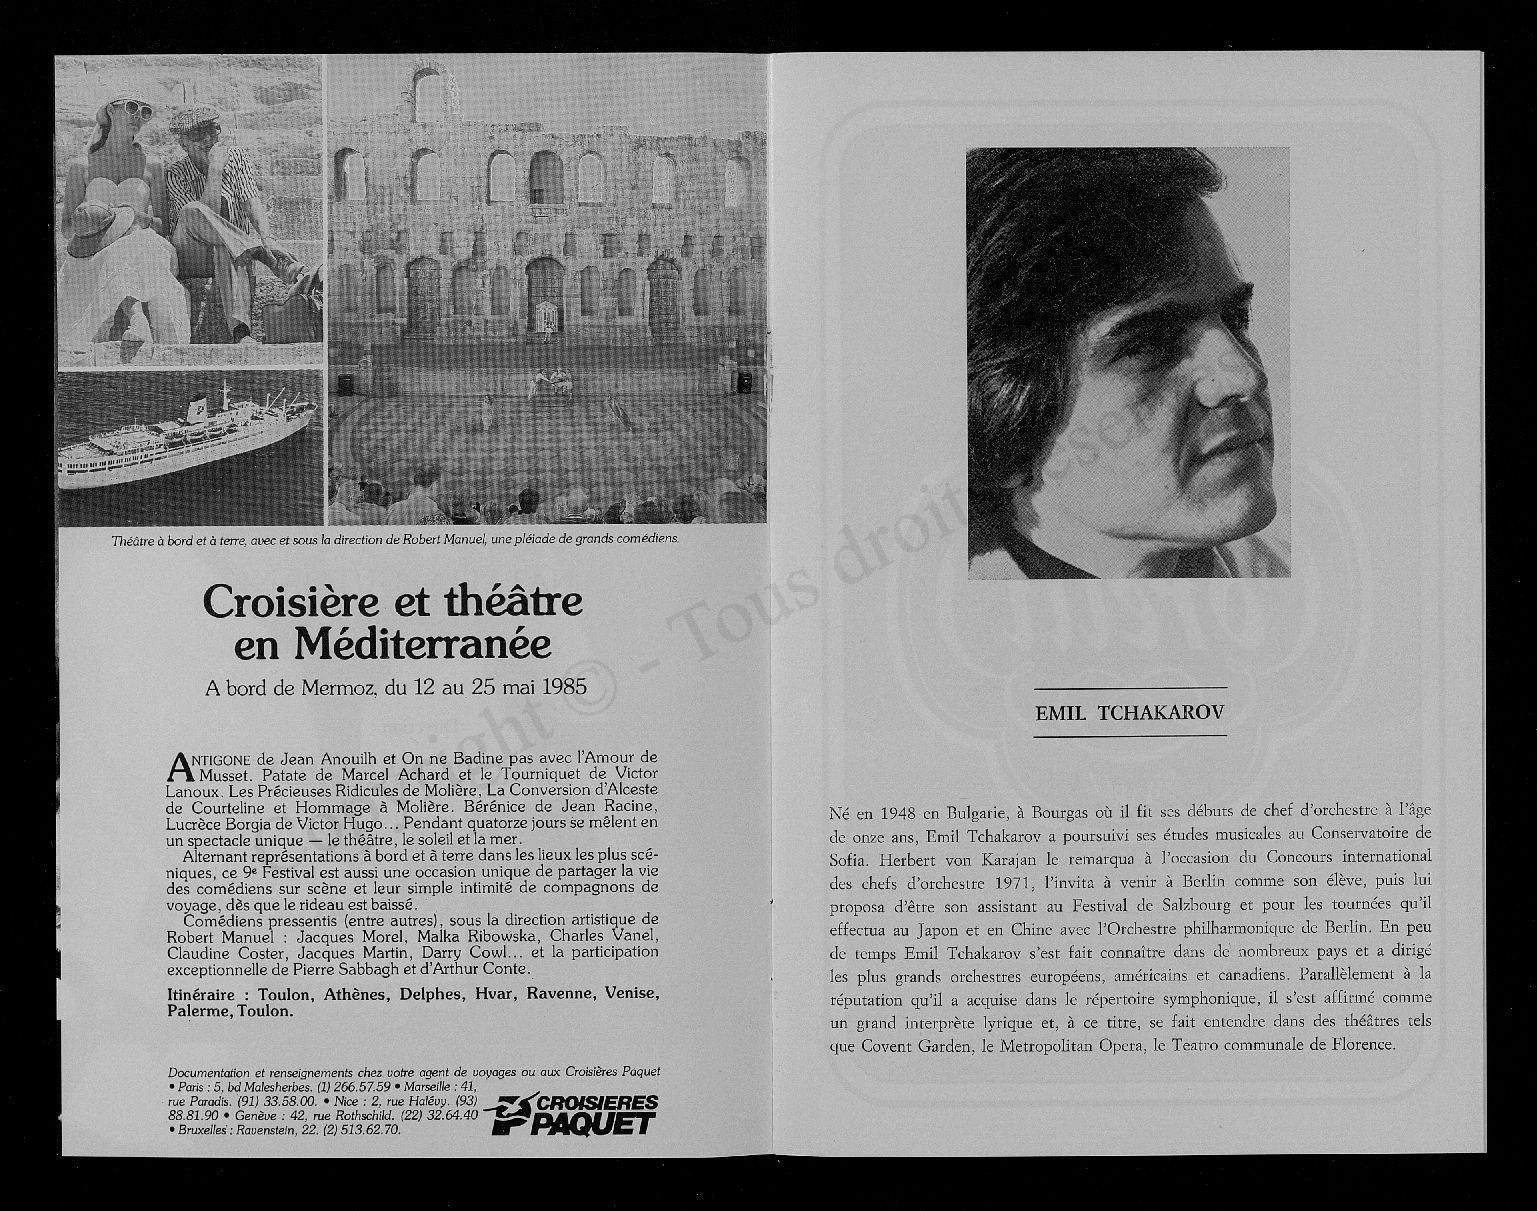 Théâtre à bord et à terre, avec et sous la direction de Robert Manuel, une pléiade de grands comédiens.
Croisière et théâtre
en Méditerranée
A bord de Mermoz, du 12 au 25 mai 1985
ANTIGONE de Jean Anouilh et On ne Badine pas avec l'Amour de
Musset. Patate de Marcel Achard et le Tourniquet de Victor
Lanoux. Les Précieuses Ridicules de Molière, La Conversion d'Alceste
de Courteline et Hommage à Molière. Bérénice de Jean Racine,
Lucrèce Borgia de Victor Hugo... Pendant quatorze jours se mêlent en
un spectacle unique — le théâtre, le soleil et la mer.
Alternant représentations à bord et à terre dans les lieux les plus scé-
niques, ce 9e Festival est aussi une occasion unique de partager la vie
des comédiens sur scène et leur simple intimité de compagnons de
voyage, dès que le rideau est baissé.
Comédiens pressentis (entre autres), sous la direction artistique de
Robert Manuel : Jacques Morel, Malka Ribowska, Charles Vanel,
Claudine Coster, Jacques Martin, Darry Cowl... et la participation
exceptionnelle de Pierre Sabbagh et d'Arthur Conte.
Itinéraire : Toulon, Athènes, Delphes, Hvar, Ravenne, Venise,
Palerme, Toulon.
Documentation et renseignements chez votre agent de voyages ou aux Croisières Paquet
• Paris : 5, bd Malesherbes. (1) 266.57.59 • Marseille : 41,
rue Paradis. (91) 33.58.00. • Nice : 2, rue Halévy. (93)
88.81.90 • Genève : 42, rue Rothschild. (22) 32.64.40
• Bruxelles : Ravenstein, 22. (2) 513.62.70.
CROISIERES
PAQUET
EMIL TCHAKAROV
Né en 1948 en Bulgarie, à Bourgas où il fit ses débuts de chef d'orchestre à l'âge
de onze ans, Emil Tchakarov a poursuivi ses études musicales au Conservatoire de
Sofia. Herbert von Karajan le remarqua à l'occasion du Concours international
des chefs d'orchestre 1971, l'invita à venir à Berlin comme son élève, puis lui
proposa d'être son assistant au Festival de Salzbourg et pour les tournées qu'il
effectua au Japon et en Chine avec l'Orchestre philharmonique de Berlin. En peu
de temps Emil Tchakarov s'est fait connaître dans de nombreux pays et a dirigé
les plus grands orchestres européens, américains et canadiens. Parallèlement à la
réputation qu'il a acquise dans le répertoire symphonique, il s'est affirmé comme
un grand interprète lyrique et, à ce titre, se fait entendre dans des théâtres tels
que Covent Garden, le Metropolitan Opera, le Teatro communale de Florence.
right © - Tous droits réservés